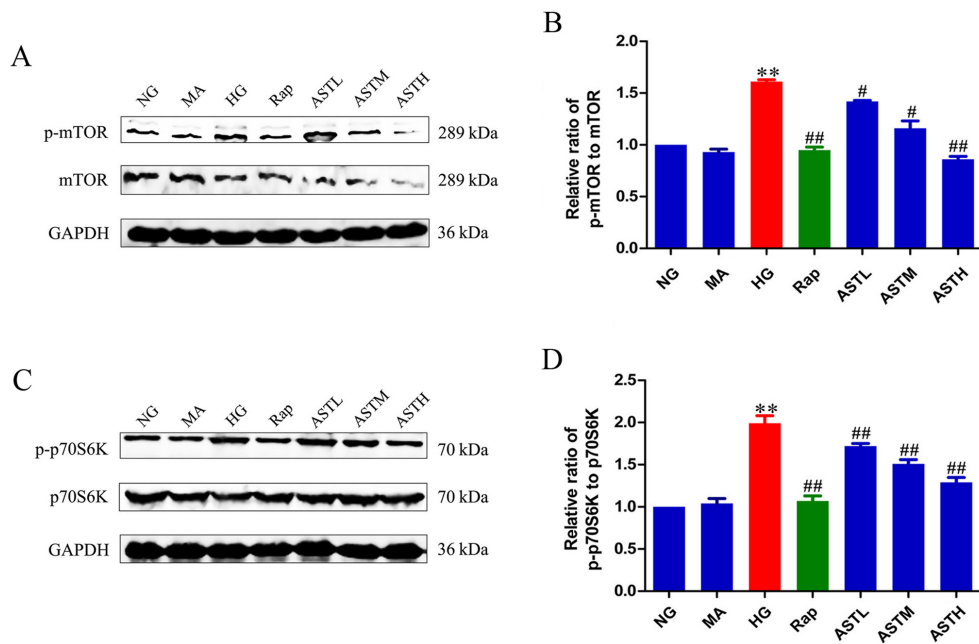 A
NG MA HG Rap ASTL ASTM ASTH
p-mTOR 289 kDa
mTOR 289 kDa
GAPDH 36 kDa
B
Relative ratio of
p-mTOR to mTOR
2.0
1.5
1.0
0.5
0.0
** ## # # ##
NG MA HG Rap ASTL ASTM ASTH
C
NG MA HG Rap ASTL ASTM ASTH
p-p70S6K 70 kDa
p70S6K 70 kDa
GAPDH 36 kDa
D
Relative ratio of
p-p70S6K to p70S6K
2.5
2.0
1.5
1.0
0.5
0.0
** ## ## ## ##
NG MA HG Rap ASTL ASTM ASTH